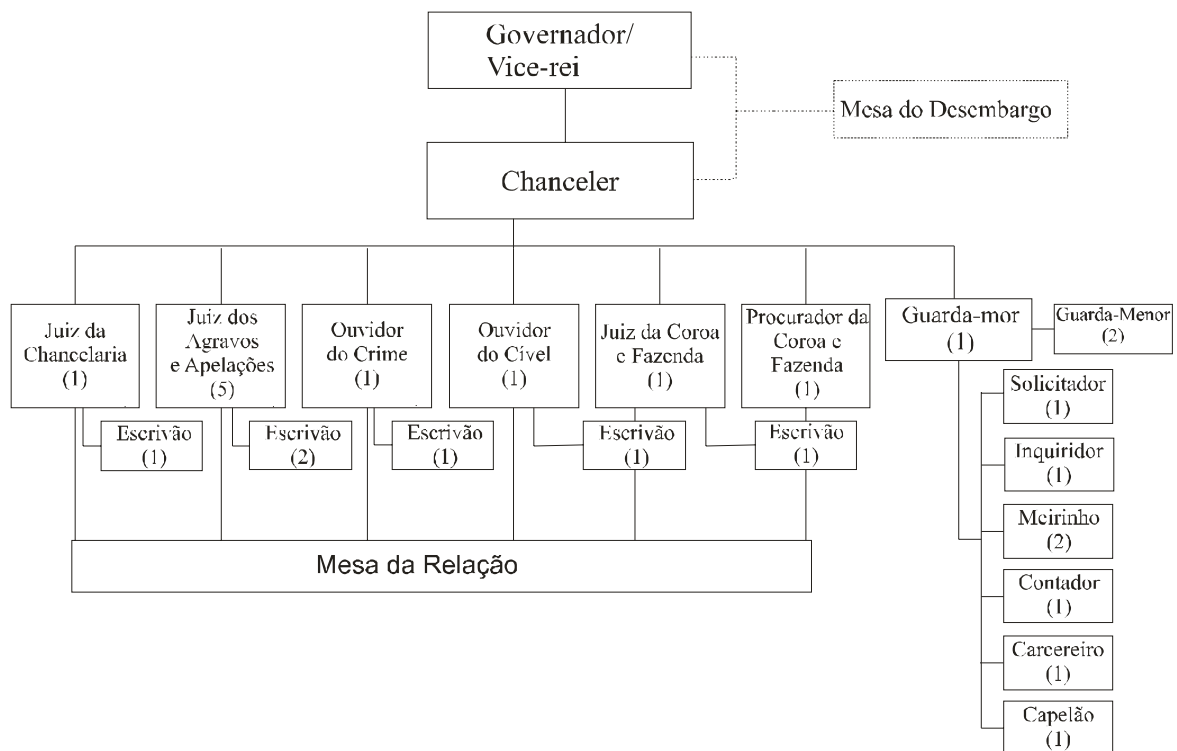 Governador/
Vice-rei
Mesa do Desembargo
Chanceler
Juiz da
Chancelaria
(1)
Juiz dos
Agravos
e Apelações
(5)
Ouvidor
do Crime
(1)
Ouvidor
do Cível
(1)
Juiz da Coroa
e Fazenda
(1)
Procurador da
Coroa e
Fazenda
(1)
Guarda-mor
(1)
Guarda-Menor
(2)
Escrivão
(1)
Escrivão
(2)
Escrivão
(1)
Escrivão
(1)
Escrivão
(1)
Solicitador
(1)
Inquiridor
(1)
Meirinho
(2)
Contador
(1)
Carcereiro
(1)
Capelão
(1)
Mesa da Relação